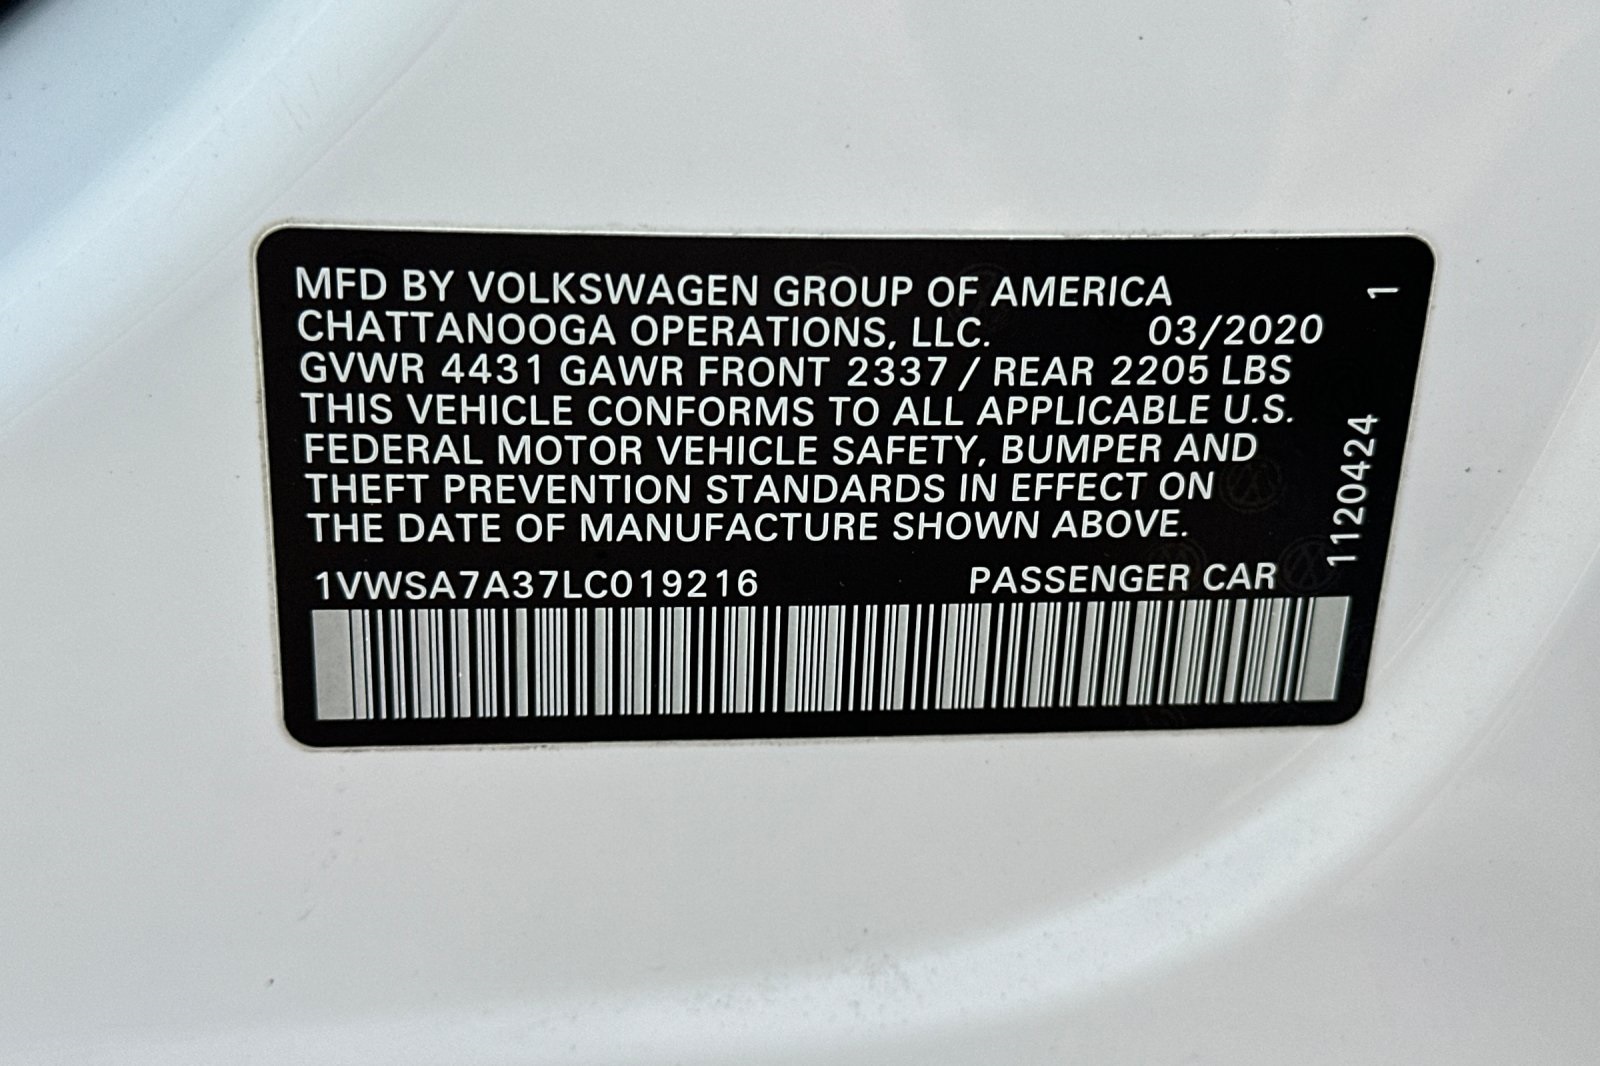 MFD BY VOLKSWAGEN GROUP OF AMERICA
CHATTANOOGA OPERATIONS, LLC. 03/2020
GVWR 4431 GAWR FRONT 2337 / REAR 2205 LBS
THIS VEHICLE CONFORMS TO ALL APPLICABLE U.S.
FEDERAL MOTOR VEHICLE SAFETY, BUMPER AND
THEFT PREVENTION STANDARDS IN EFFECT ON
THE DATE OF MANUFACTURE SHOWN ABOVE.
1VWSA7A37LC019216 PASSENGER CAR
1120424 1